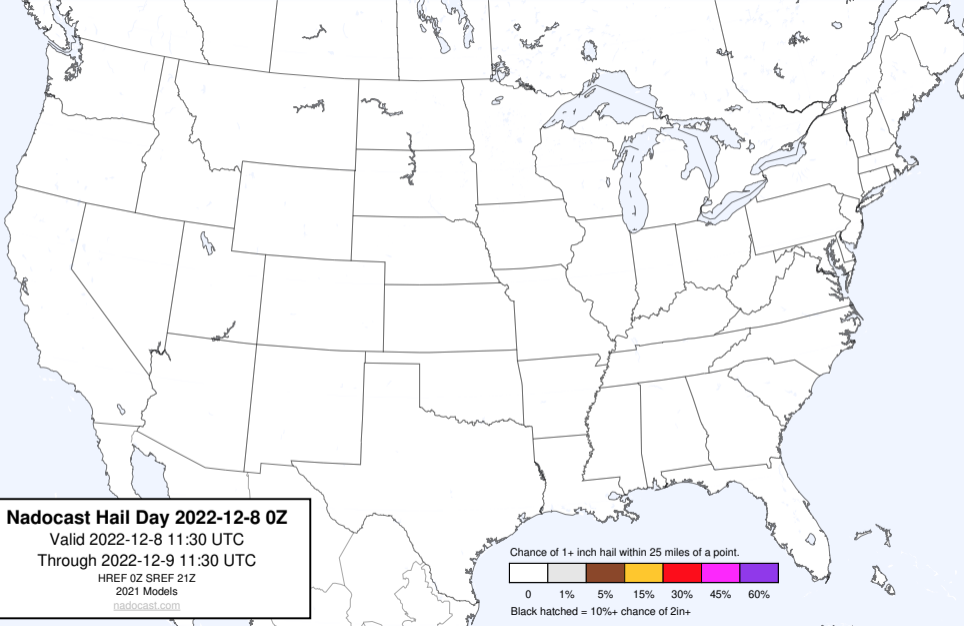 Nadocast Hail Day 2022-12-8 0Z
Valid 2022-12-8 11:30 UTC
Through 2022-12-9 11:30 UTC
HREF 0Z SREF 21Z
2021 Models
nadocast.com
Chance of 1+ inch hail within 25 miles of a point.
0 1% 5% 15% 30% 45% 60%
Black hatched = 10%+ chance of 2in+